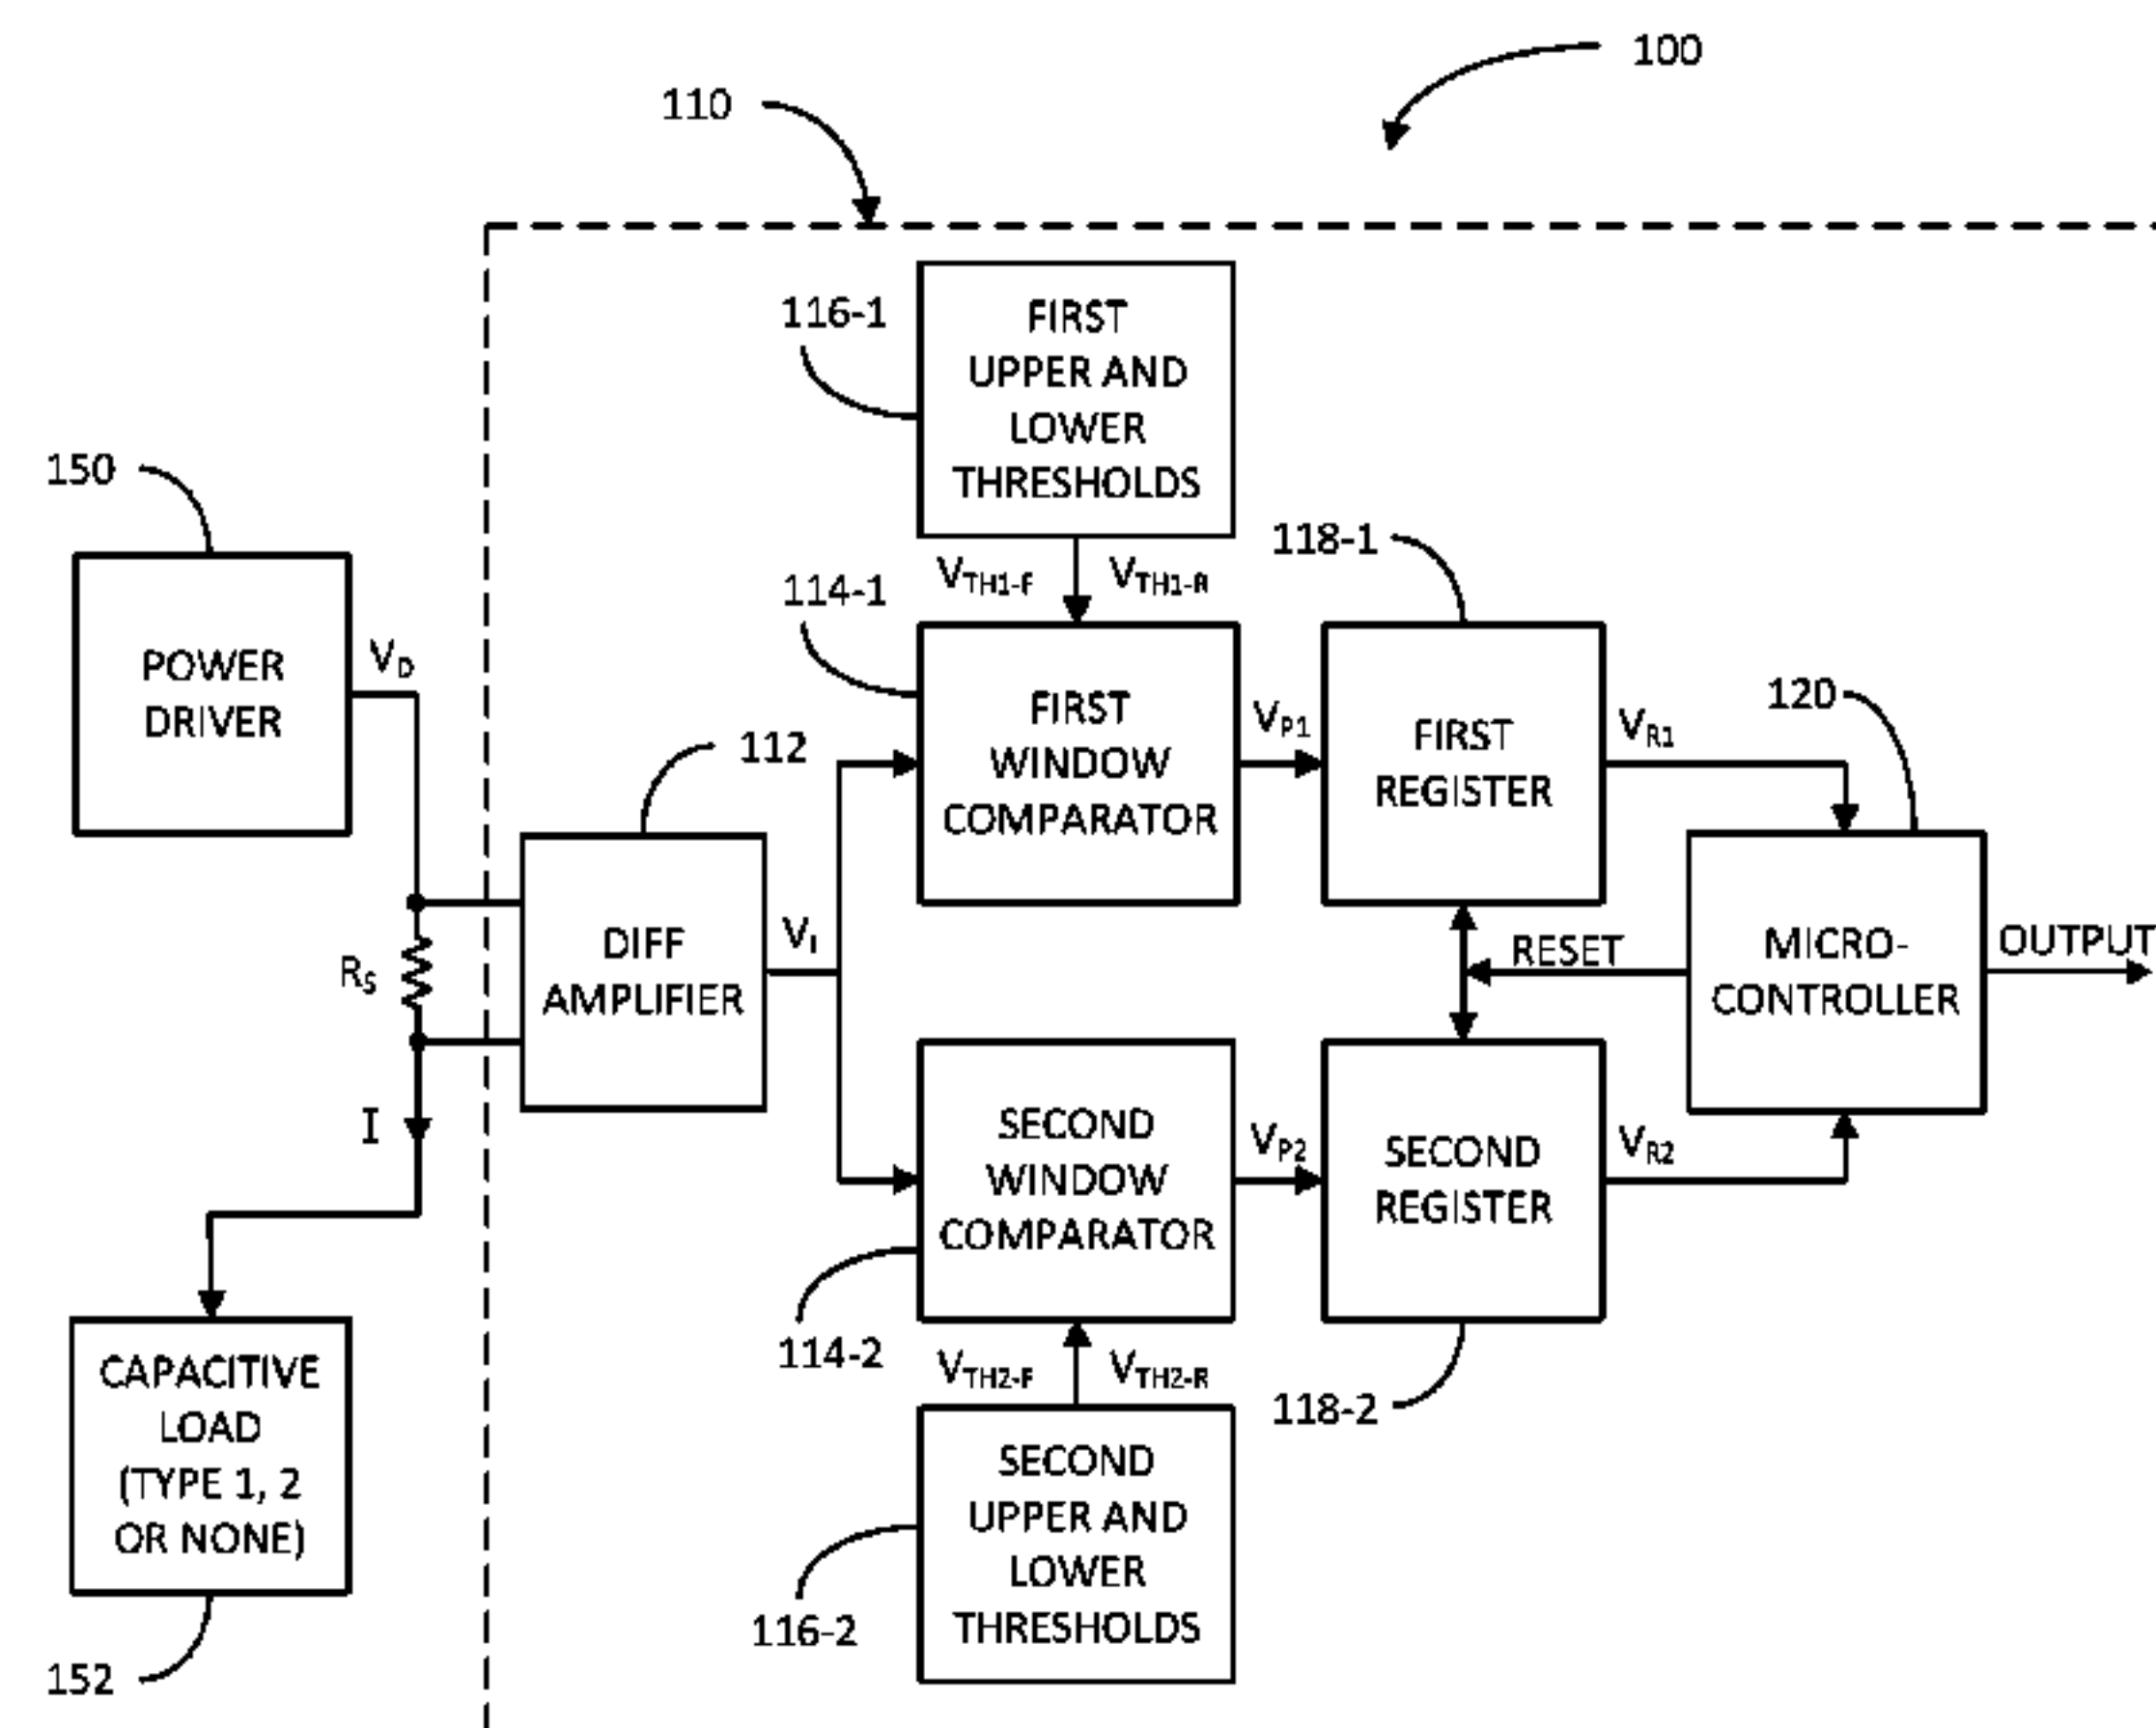 100
110
116-1
FIRST
UPPER AND
LOWER
THRESHOLDS
150
118-1
VTH1-F
VTH1-R
114-1
POWER
DRIVER
VD
120
FIRST
WINDOW
COMPARATOR
VP1
FIRST
REGISTER
VR1
112
DIFF
AMPLIFIER
VI
RS
RESET
MICRO-
CONTROLLER
OUTPUT
I
SECOND
WINDOW
COMPARATOR
VP2
SECOND
REGISTER
VR2
114-2
VTH2-F
VTH2-R
118-2
CAPACITIVE
LOAD
(TYPE 1, 2
OR NONE)
SECOND
UPPER AND
LOWER
THRESHOLDS
116-2
152